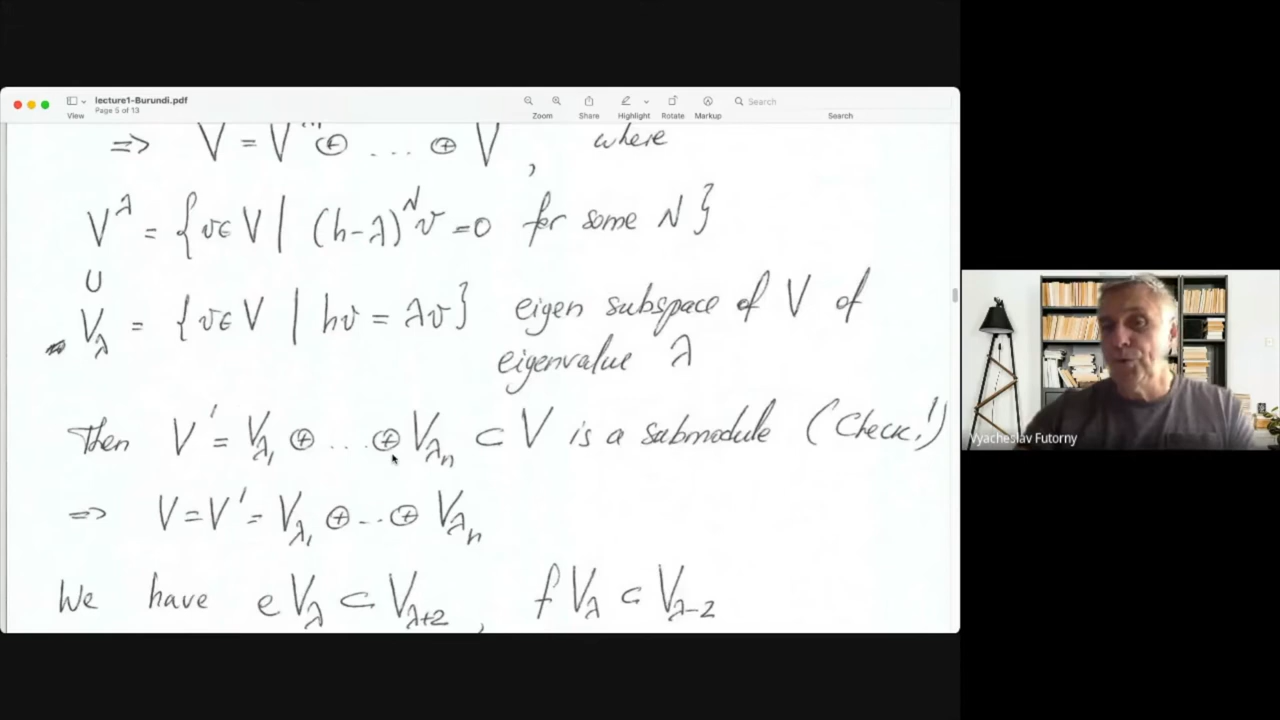 lecture1-Burundi.pdf
Page 5 of 13
View
Zoom
Share
Highlight
Rotate
Markup
Search
Search
=> V = V ⊕ ... ⊕ V , where
V^λ = {v∈V | (h-λ)^N v = 0 for some N}
∪
V_λ = {v∈V | hv = λv} eigen subspace of V of
eigenvalue λ
Then V' = V_λ₁ ⊕ ... ⊕ V_λn ⊂ V is a submodule (Check!)
=> V = V' = V_λ₁ ⊕ ... ⊕ V_λn
We have e V_λ ⊂ V_λ+2 , f V_λ ⊂ V_λ-2
Vyacheslav Futorny